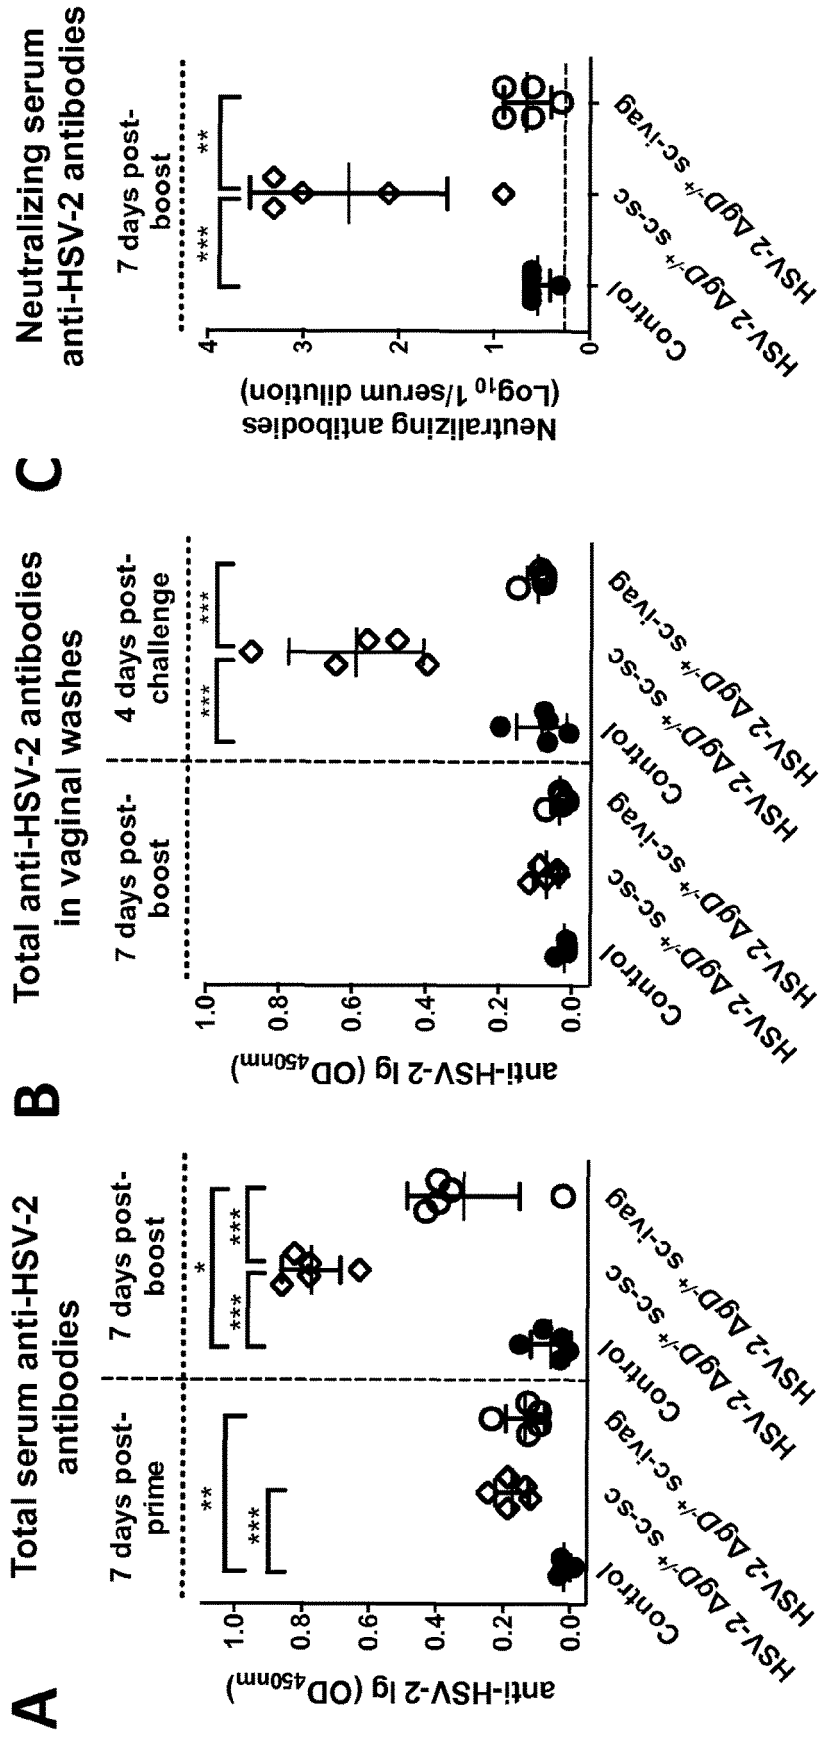 A
Total serum anti-HSV-2
antibodies
7 days post-
prime
7 days post-
boost
**
***
*
***
***
anti-HSV-2 Ig (OD450nm)
1.0
0.8
0.6
0.4
0.2
0.0
Control
HSV-2 ΔgD-/+ sc-sc
HSV-2 ΔgD-/+ sc-ivag
Control
HSV-2 ΔgD-/+ sc-sc
HSV-2 ΔgD-/+ sc-ivag
B
Total anti-HSV-2 antibodies
in vaginal washes
7 days post-
boost
4 days post-
challenge
***
***
anti-HSV-2 Ig (OD450nm)
1.0
0.8
0.6
0.4
0.2
0.0
Control
HSV-2 ΔgD-/+ sc-sc
HSV-2 ΔgD-/+ sc-ivag
Control
HSV-2 ΔgD-/+ sc-sc
HSV-2 ΔgD-/+ sc-ivag
C
Neutralizing serum
anti-HSV-2 antibodies
7 days post-
boost
***
**
Neutralizing antibodies
(Log10 1/serum dilution)
4
3
2
1
0
Control
HSV-2 ΔgD-/+ sc-sc
HSV-2 ΔgD-/+ sc-ivag